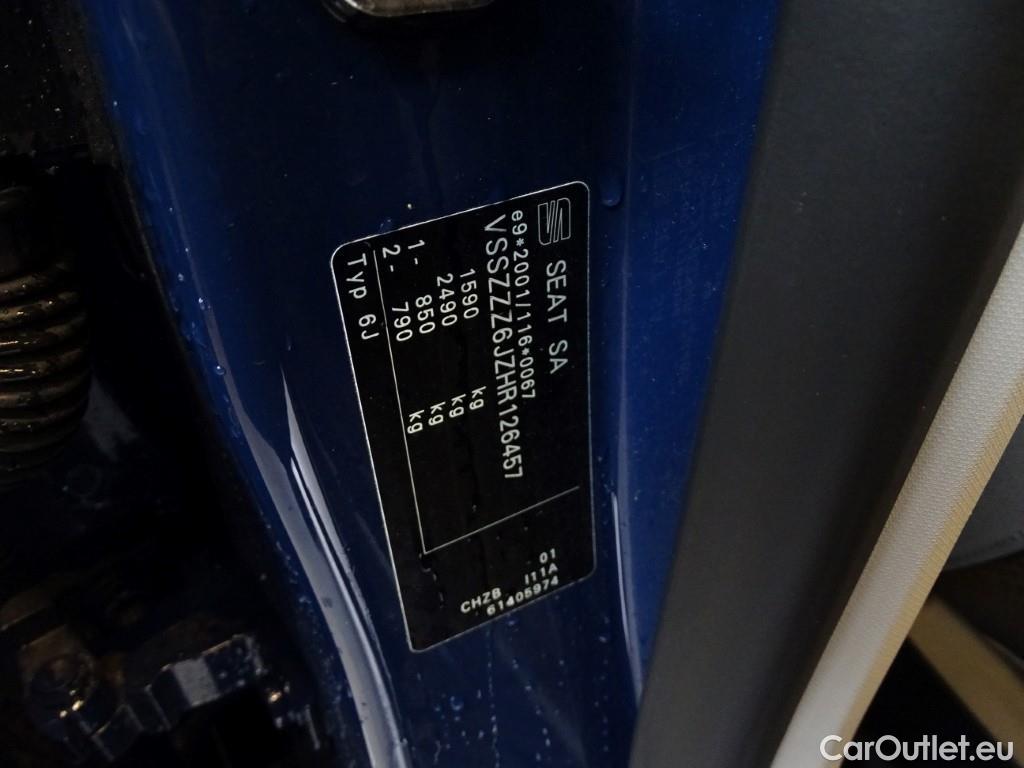 SEAT SA
e9*2001/116*0067
VSSZZZ6JZHR126457
1590 kg
2490 kg
1- 850 kg
2- 790 kg
Typ 6J
01
I11A
61405974
CHZB
CarOutlet.eu